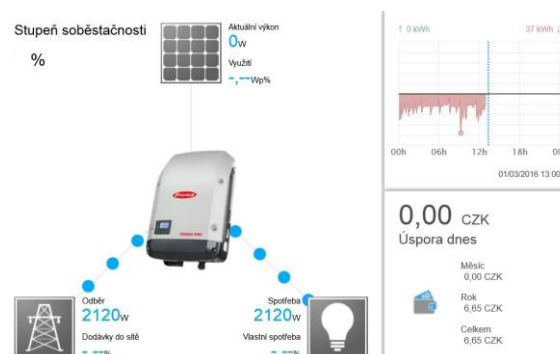 Stupeň soběstačnosti
%
Aktuální výkon
0w
Využití
-,--Wp%
Fronius
Odběr
2120w
Dodávky do sítě
-,--%
Spotřeba
2120w
Vlastní spotřeba
-,--%
↑ 0 kWh
37 kWh
00h 06h 12h 18h 00
01/03/2016 13:00
0,00 CZK
Úspora dnes
Měsíc
0,00 CZK
Rok
6,65 CZK
Celkem
6,65 CZK